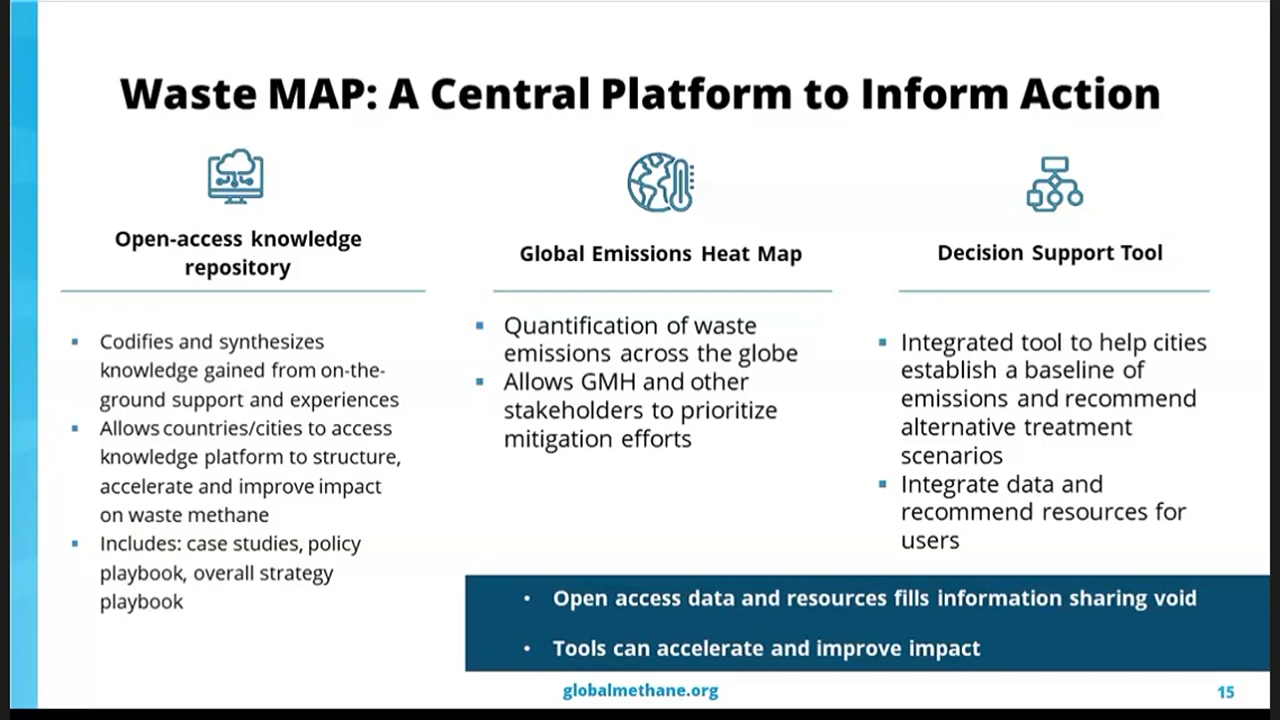 Waste MAP: A Central Platform to Inform Action
Open-access knowledge
repository
▪ Codifies and synthesizes
knowledge gained from on-the-
ground support and experiences
▪ Allows countries/cities to access
knowledge platform to structure,
accelerate and improve impact
on waste methane
▪ Includes: case studies, policy
playbook, overall strategy
playbook
Global Emissions Heat Map
▪ Quantification of waste
emissions across the globe
▪ Allows GMH and other
stakeholders to prioritize
mitigation efforts
Decision Support Tool
▪ Integrated tool to help cities
establish a baseline of
emissions and recommend
alternative treatment
scenarios
▪ Integrate data and
recommend resources for
users
• Open access data and resources fills information sharing void
• Tools can accelerate and improve impact
globalmethane.org
15